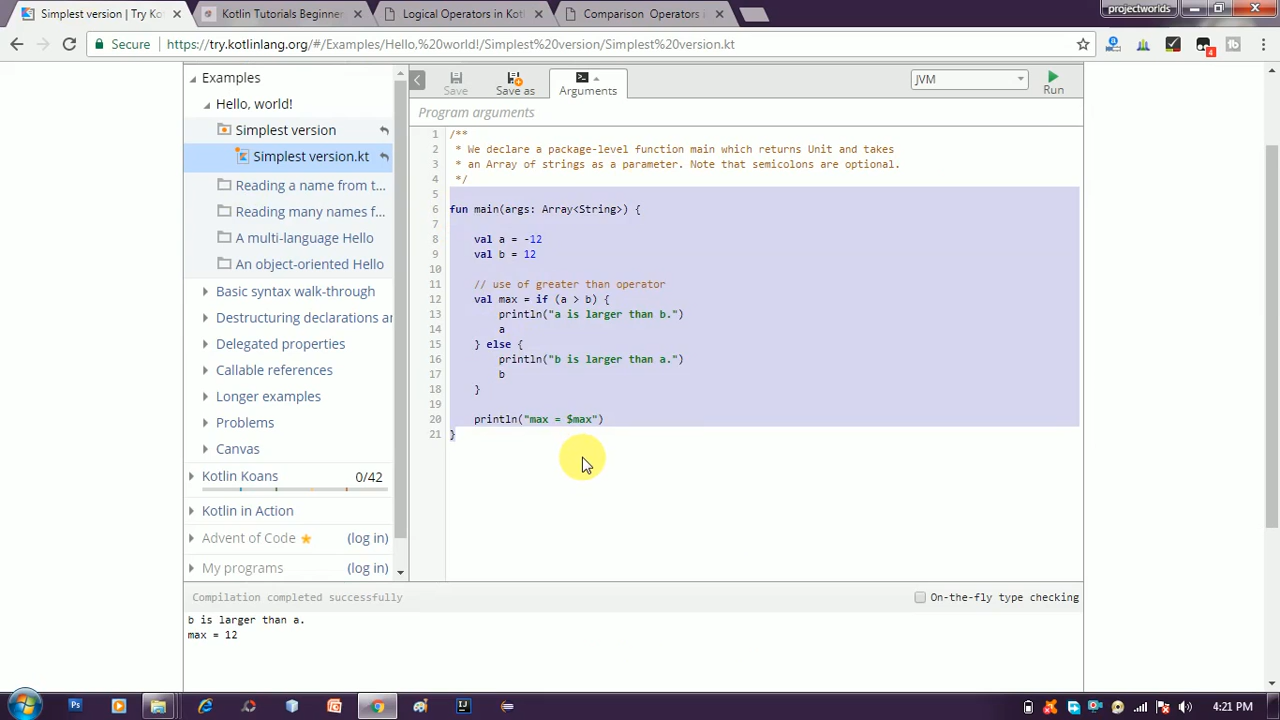 Simplest version | Try Ko
Kotlin Tutorials Beginner
Logical Operators in Kotl
Comparison Operators a
projectworlds
Secure
https://try.kotlinlang.org/#/Examples/Hello,%20world!/Simplest%20version/Simplest%20version.kt
4
Examples
Hello, world!
Simplest version
Simplest version.kt
Reading a name from t...
Reading many names f...
A multi-language Hello
An object-oriented Hello
Basic syntax walk-through
Destructuring declarations an
Delegated properties
Callable references
Longer examples
Problems
Canvas
Kotlin Koans 0/42
Kotlin in Action
Advent of Code (log in)
My programs (log in)
Save
Save as
Arguments
JVM
Run
Program arguments
1 /**
2 * We declare a package-level function main which returns Unit and takes
3 * an Array of strings as a parameter. Note that semicolons are optional.
4 */
5
6 fun main(args: Array<String>) {
7
8 val a = -12
9 val b = 12
10
11 // use of greater than operator
12 val max = if (a > b) {
13 println("a is larger than b.")
14 a
15 } else {
16 println("b is larger than a.")
17 b
18 }
19
20 println("max = $max")
21 }
Compilation completed successfully
On-the-fly type checking
b is larger than a.
max = 12
Ps
IJ
4:21 PM